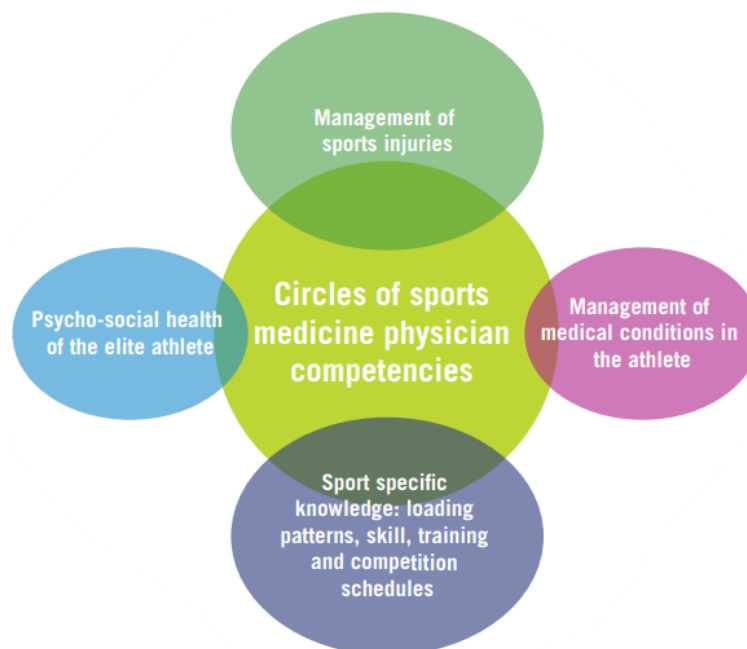 Management of
sports injuries
Psycho-social health
of the elite athlete
Circles of sports
medicine physician
competencies
Management of
medical conditions in
the athlete
Sport specific
knowledge: loading
patterns, skill, training
and competition
schedules